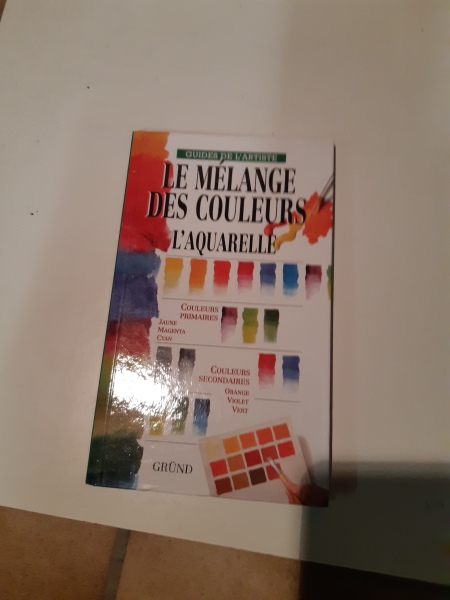 GUIDES DE L'ARTISTE
LE MÉLANGE
DES COULEURS
L'AQUARELLE
COULEURS
PRIMAIRES
JAUNE
MAGENTA
CYAN
COULEURS
SECONDAIRES
ORANGE
VIOLET
VERT
GRÜND